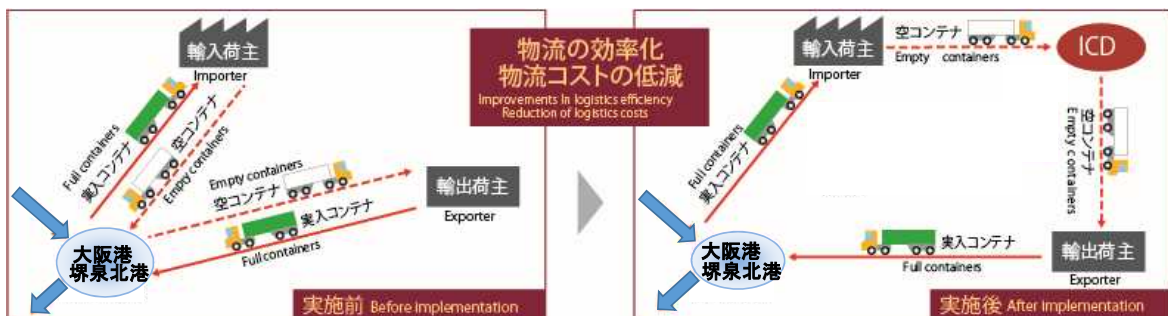 輸入荷主
Importer
Full containers
実入コンテナ
空コンテナ
Empty containers
Empty containers
空コンテナ
輸出荷主
Exporter
実入コンテナ
Full containers
大阪港
堺泉北港
実施前 Before implementation
物流の効率化
物流コストの低減
Improvements in logistics efficiency
Reduction of logistics costs
輸入荷主
Importer
空コンテナ
Empty containers
ICD
Full containers
実入コンテナ
空コンテナ
Empty containers
大阪港
堺泉北港
実入コンテナ
Full containers
輸出荷主
Exporter
実施後 After implementation